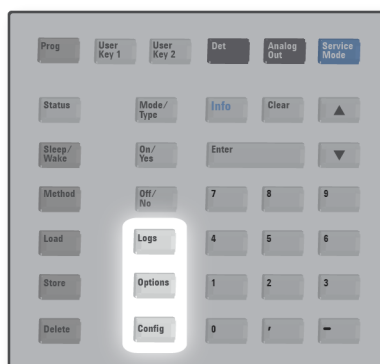 Prog User Key 1 User Key 2 Det Analog Out Service Mode
Status Mode/ Type Info Clear
Sleep/ Wake On/ Yes Enter
Method Off/ No 7 8 9
Load Logs 4 5 6
Store Options 1 2 3
Delete Config 0 , –